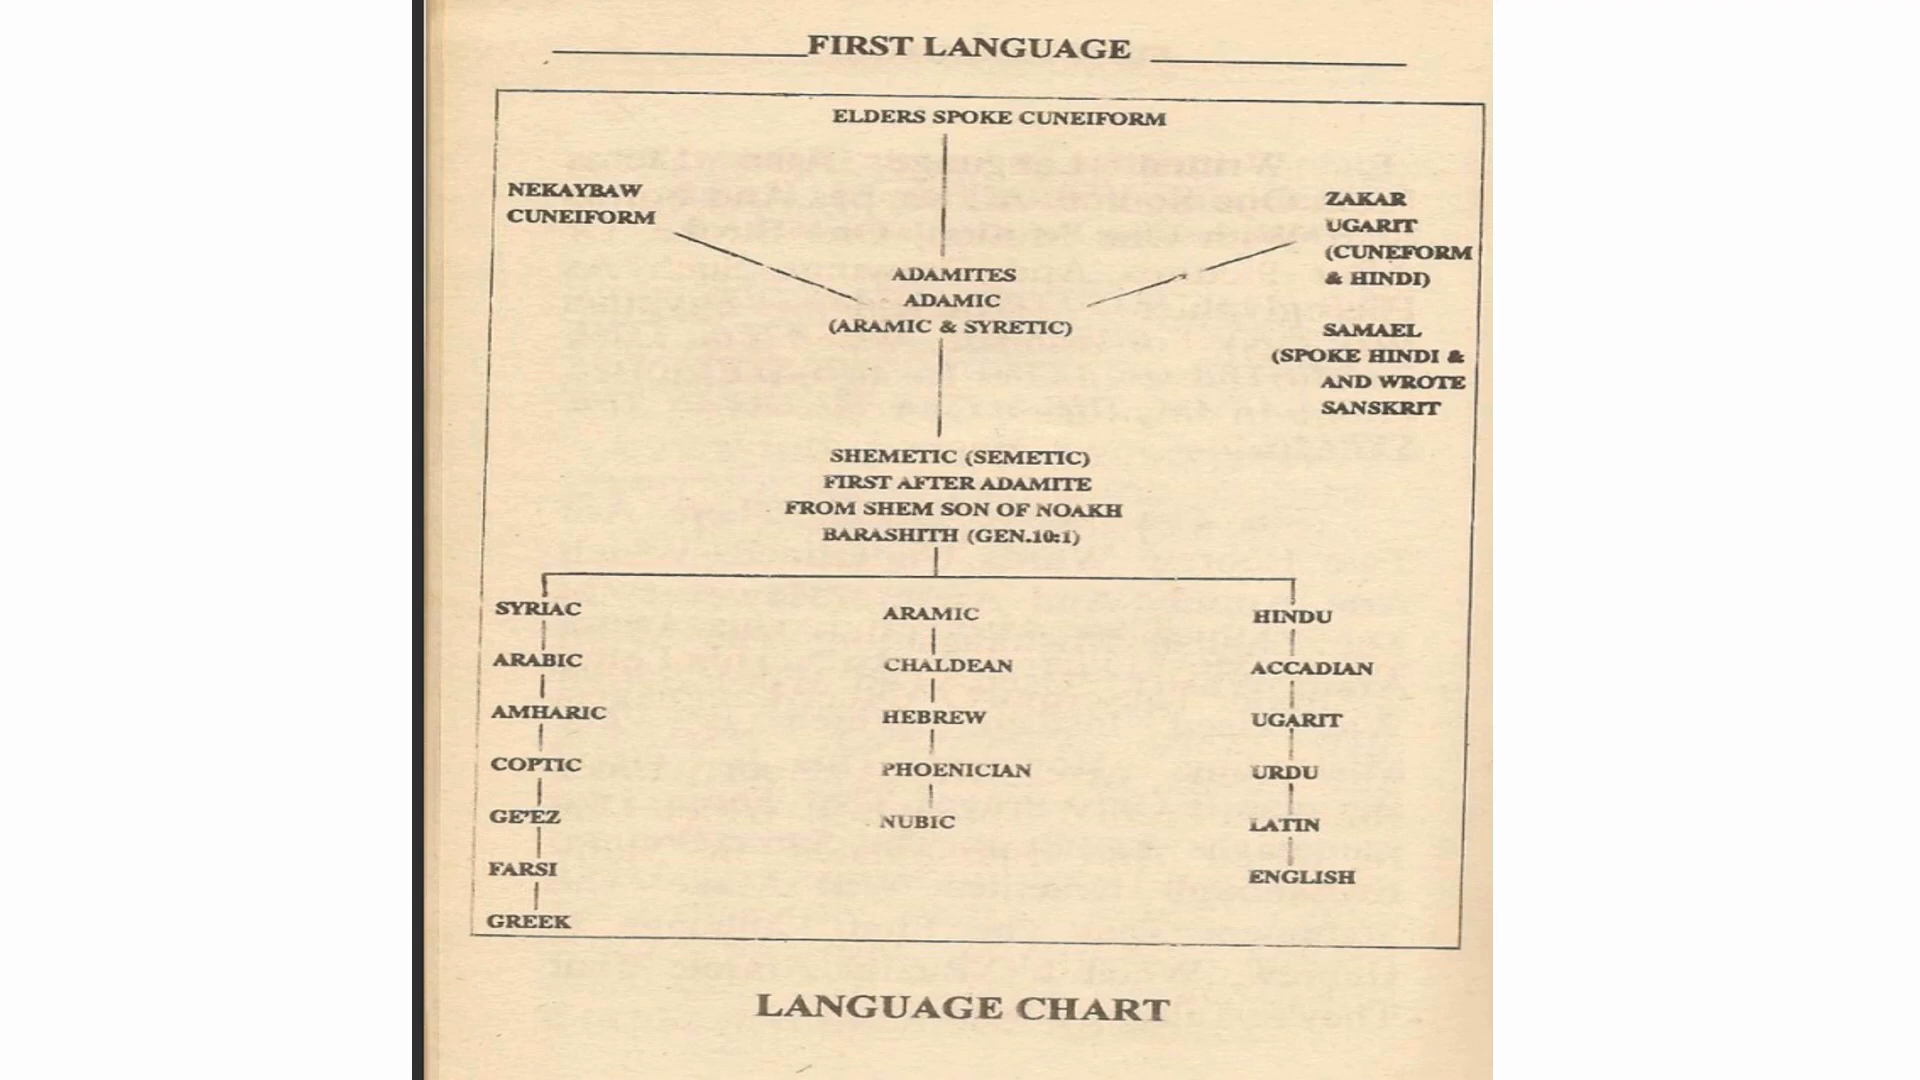 FIRST LANGUAGE
ELDERS SPOKE CUNEIFORM
NEKAYBAW
CUNEIFORM
ZAKAR
UGARIT
(CUNEFORM
& HINDI)
ADAMITES
ADAMIC
(ARAMIC & SYRETIC)
SAMAEL
(SPOKE HINDI &
AND WROTE
SANSKRIT
SHEMETIC (SEMETIC)
FIRST AFTER ADAMITE
FROM SHEM SON OF NOAKH
BARASHITH (GEN.10:1)
SYRIAC
ARABIC
AMHARIC
COPTIC
GE'EZ
FARSI
GREEK
ARAMIC
CHALDEAN
HEBREW
PHOENICIAN
NUBIC
HINDU
ACCADIAN
UGARIT
URDU
LATIN
ENGLISH
LANGUAGE CHART